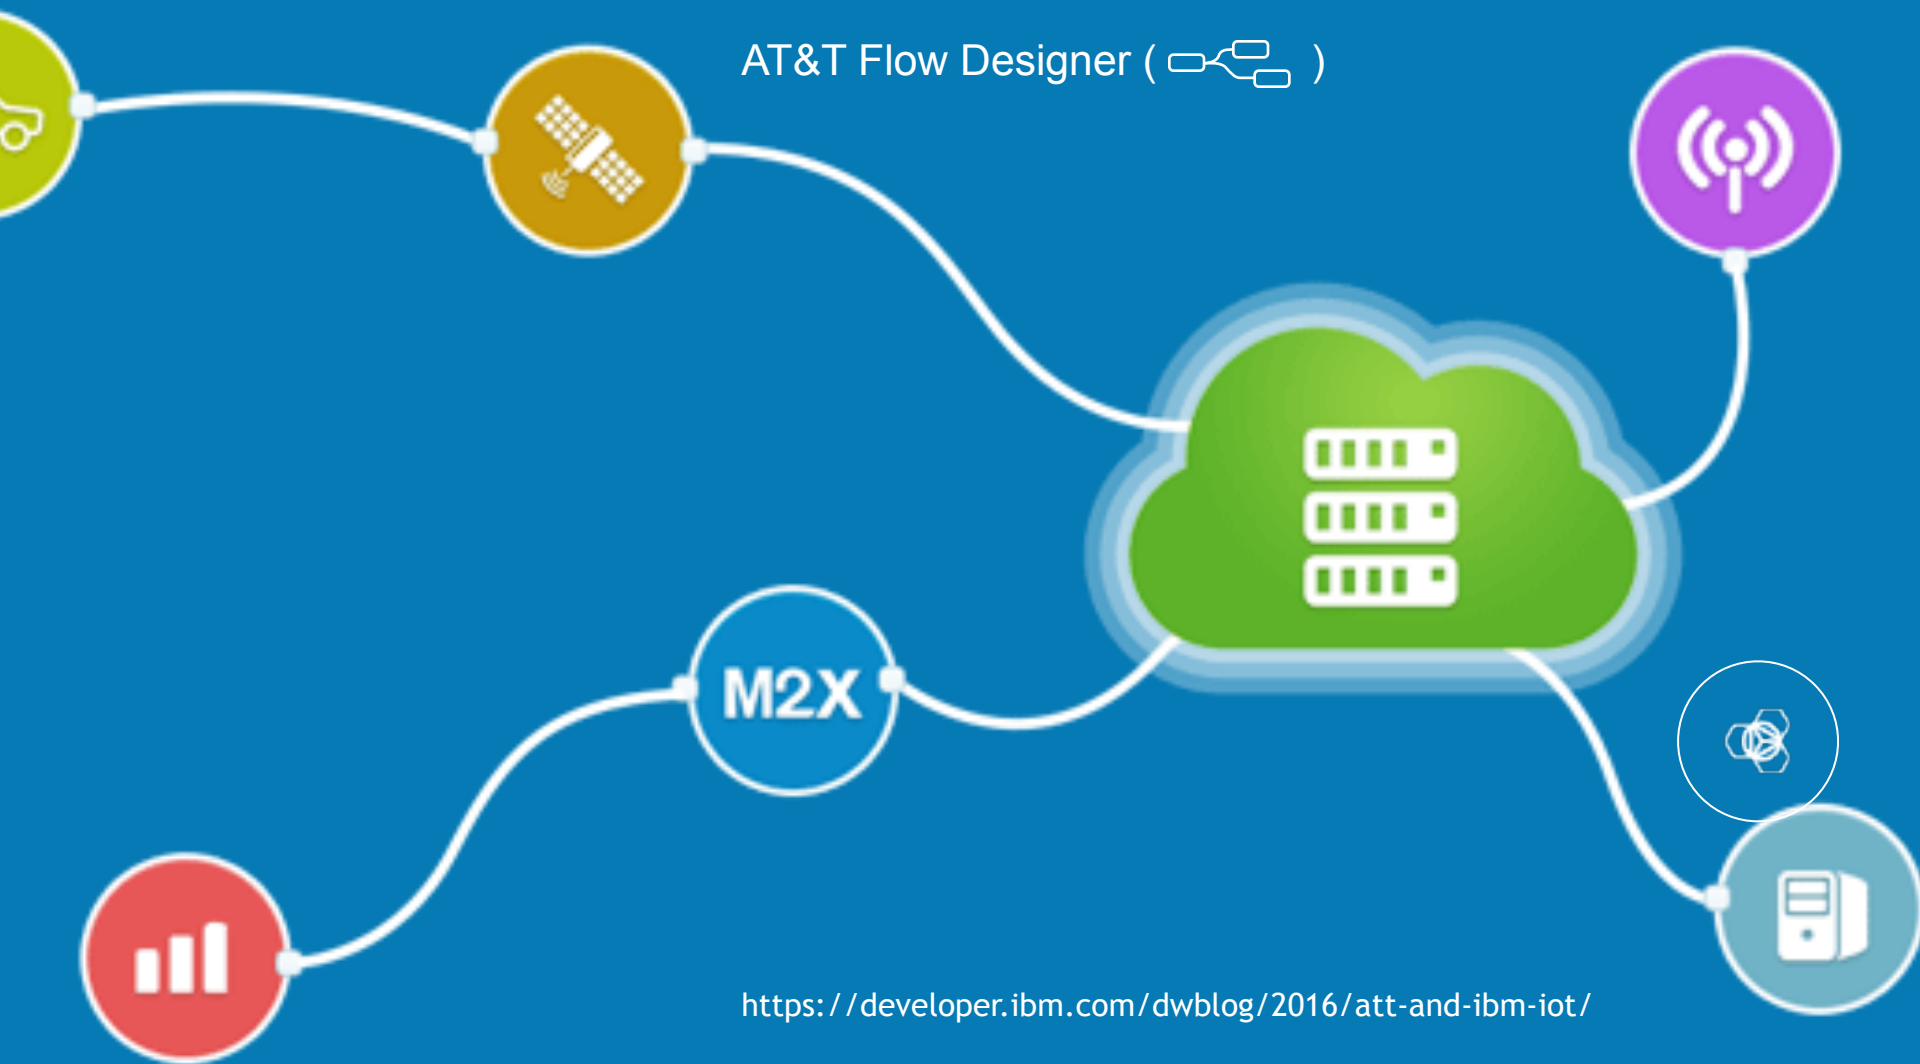 AT&T Flow Designer ( )
M2X
https://developer.ibm.com/dwblog/2016/att-and-ibm-iot/